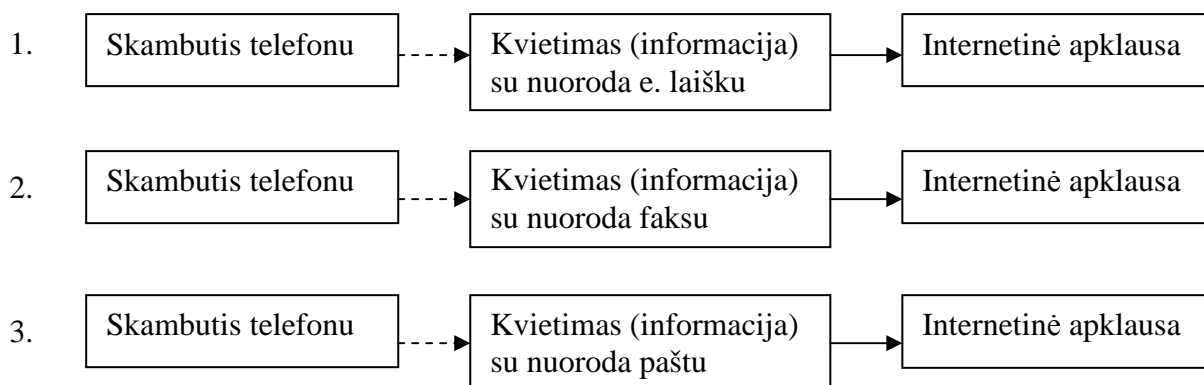 1. Skambutis telefonu Kvietimas (informacija) Internetinė apklausa
su nuoroda e. laišku
2. Skambutis telefonu Kvietimas (informacija) Internetinė apklausa
su nuoroda faksu
3. Skambutis telefonu Kvietimas (informacija) Internetinė apklausa
su nuoroda paštu